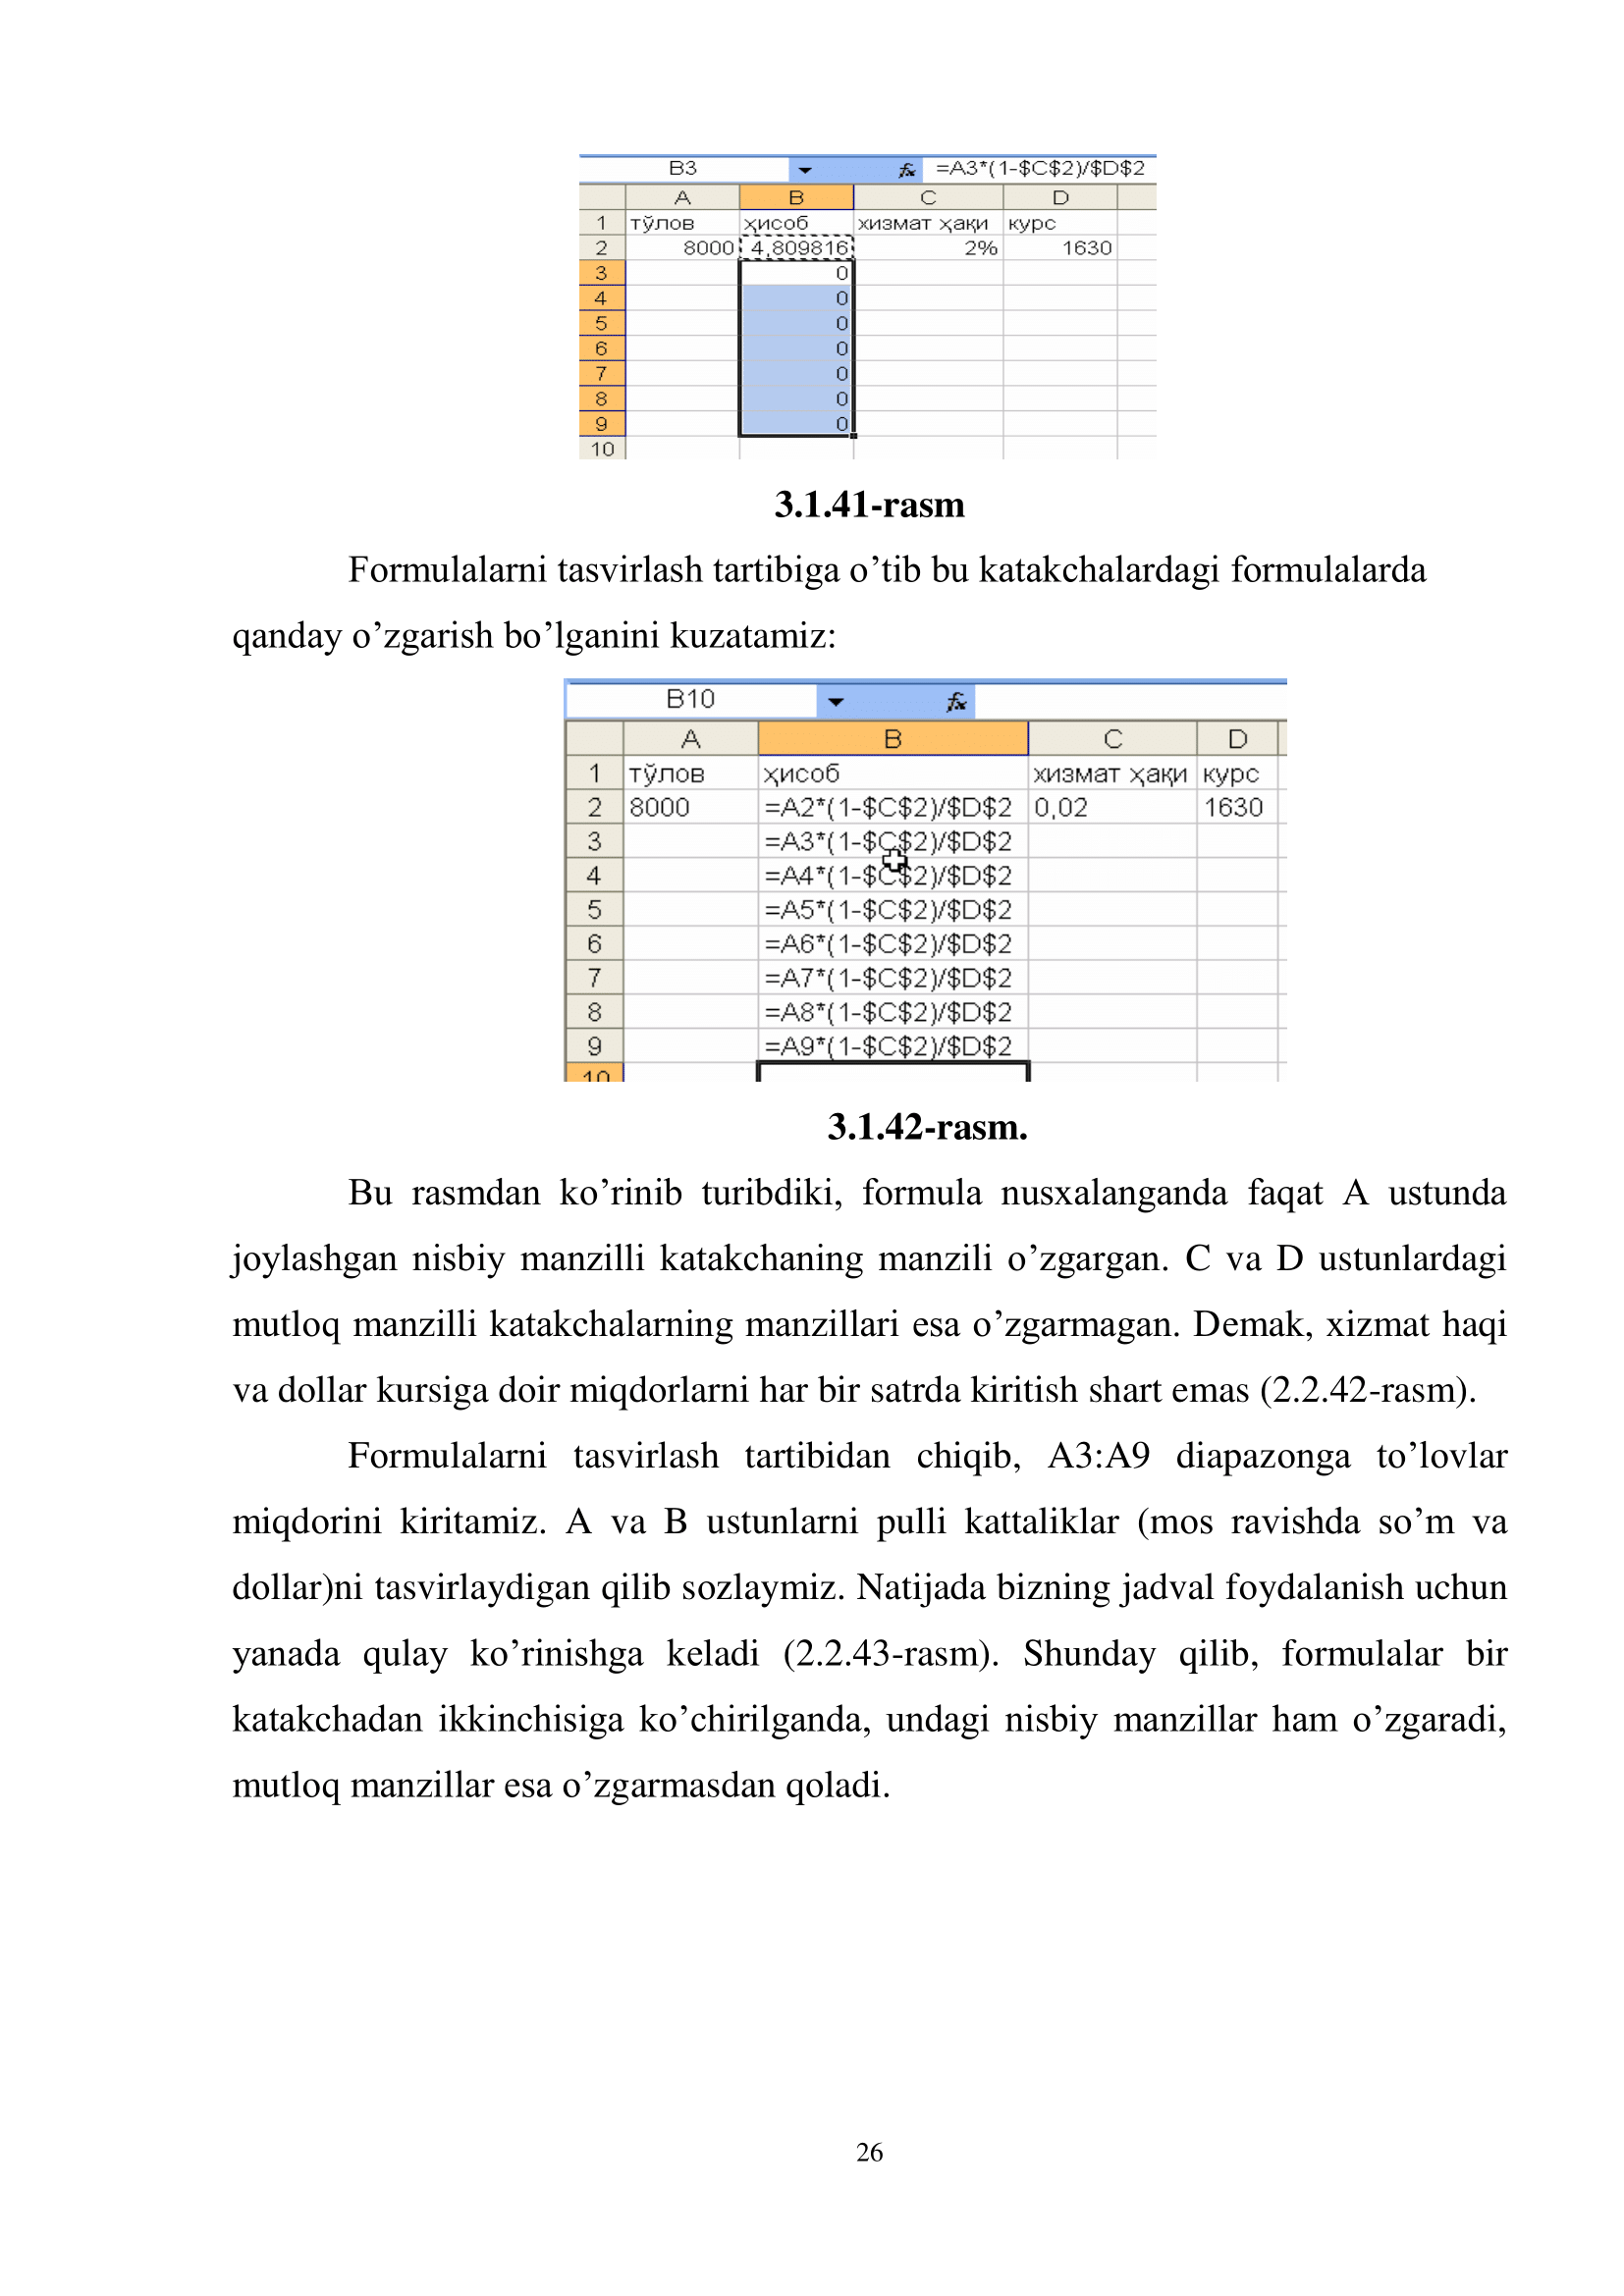 B3 fx =A3*(1-$C$2)/$D$2
A B C D
1 тўлов ҳисоб хизмат ҳақи курс
2 8000 4,809816 2% 1630
3 0
4 0
5 0
6 0
7 0
8 0
9 0
10
3.1.41-rasm
Formulalarni tasvirlash tartibiga o’tib bu katakchalardagi formulalarda
qanday o’zgarish bo’lganini kuzatamiz:
B10 fx
A B C D
1 тўлов ҳисоб хизмат ҳақи курс
2 8000 =A2*(1-$C$2)/$D$2 0,02 1630
3 =A3*(1-$C$2)/$D$2
4 =A4*(1-$C$2)/$D$2
5 =A5*(1-$C$2)/$D$2
6 =A6*(1-$C$2)/$D$2
7 =A7*(1-$C$2)/$D$2
8 =A8*(1-$C$2)/$D$2
9 =A9*(1-$C$2)/$D$2
10
3.1.42-rasm.
Bu rasmdan ko’rinib turibdiki, formula nusxalanganda faqat A ustunda
joylashgan nisbiy manzilli katakchaning manzili o’zgargan. C va D ustunlardagi
mutloq manzilli katakchalarning manzillari esa o’zgarmagan. Demak, xizmat haqi
va dollar kursiga doir miqdorlarni har bir satrda kiritish shart emas (2.2.42-rasm).
Formulalarni tasvirlash tartibidan chiqib, A3:A9 diapazonga to’lovlar
miqdorini kiritamiz. A va B ustunlarni pulli kattaliklar (mos ravishda so’m va
dollar)ni tasvirlaydigan qilib sozlaymiz. Natijada bizning jadval foydalanish uchun
yanada qulay ko’rinishga keladi (2.2.43-rasm). Shunday qilib, formulalar bir
katakchadan ikkinchisiga ko’chirilganda, undagi nisbiy manzillar ham o’zgaradi,
mutloq manzillar esa o’zgarmasdan qoladi.
26